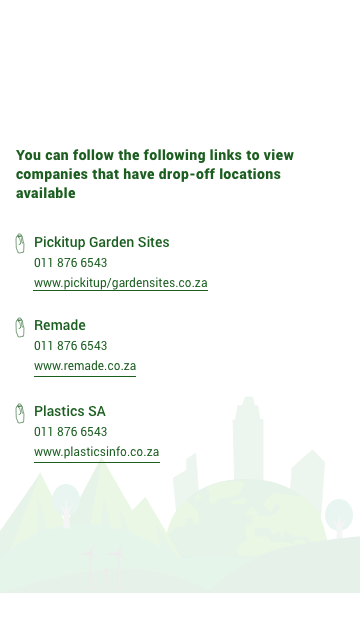 You can follow the following links to view
companies that have drop-off locations
available
Pickitup Garden Sites
011 876 6543
www.pickitup/gardensites.co.za
Remade
011 876 6543
www.remade.co.za
Plastics SA
011 876 6543
www.plasticsinfo.co.za